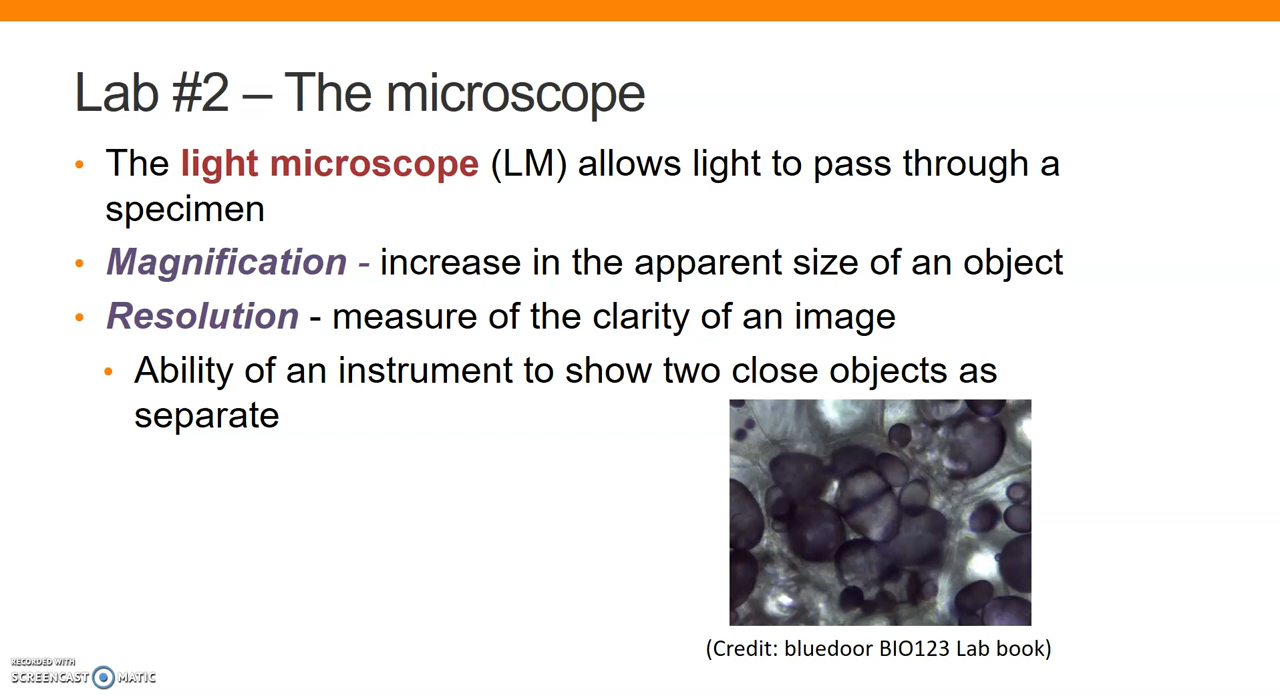 Lab #2 – The microscope
• The light microscope (LM) allows light to pass through a
specimen
• Magnification - increase in the apparent size of an object
• Resolution - measure of the clarity of an image
• Ability of an instrument to show two close objects as
separate
(Credit: bluedoor BIO123 Lab book)
RECORDED WITH
SCREENCAST MATIC